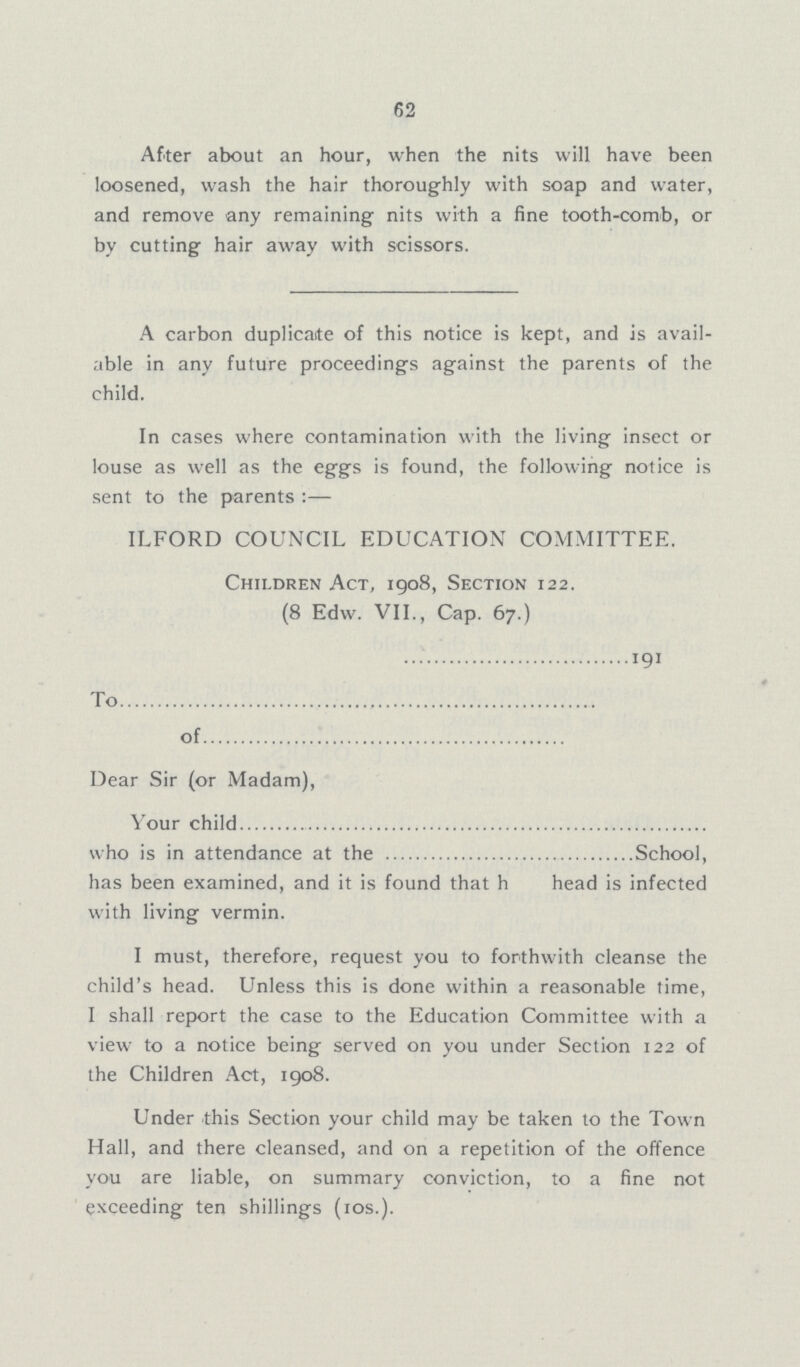 62
After about an hour, when the nits will have been
loosened, wash the hair thoroughly with soap and water,
and remove any remaining nits with a fine tooth-comb, or
by cutting hair away with scissors.
A carbon duplicate of this notice is kept, and is avail-
able in any future proceedings against the parents of the
child.
In cases where contamination with the living insect or
louse as well as the eggs is found, the following notice is
sent to the parents :—
ILFORD COUNCIL EDUCATION COMMITTEE.
Children Act, 1908, Section 122.
(8 Edw. VII., Cap. 67.)
................................191
To....................................................................
of...................................................
Dear Sir (or Madam),
Your child...................................................................
who is in attendance at the ...................................School,
has been examined, and it is found that h head is infected
with living vermin.
I must, therefore, request you to forthwith cleanse the
child's head. Unless this is done within a reasonable time,
I shall report the case to the Education Committee with a
view to a notice being served on you under Section 122 of
the Children Act, 1908.
Under this Section your child may be taken to the Town
Hall, and there cleansed, and on a repetition of the offence
you are liable, on summary conviction, to a fine not
exceeding ten shillings (10s.).